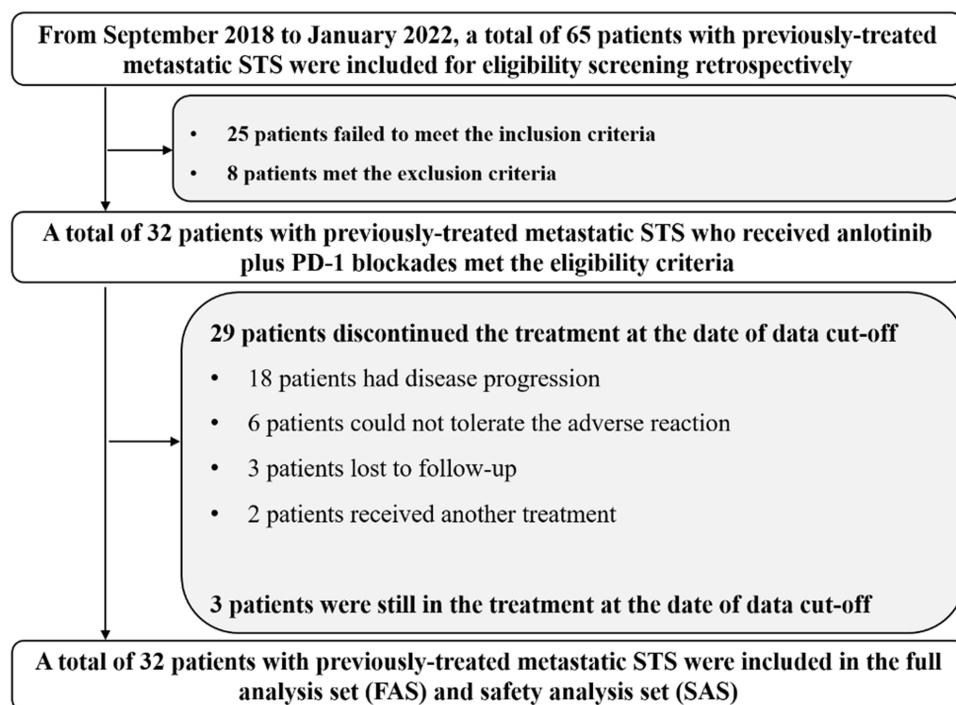 From September 2018 to January 2022, a total of 65 patients with previously-treated
metastatic STS were included for eligibility screening retrospectively
• 25 patients failed to meet the inclusion criteria
• 8 patients met the exclusion criteria
A total of 32 patients with previously-treated metastatic STS who received anlotinib
plus PD-1 blockades met the eligibility criteria
29 patients discontinued the treatment at the date of data cut-off
• 18 patients had disease progression
• 6 patients could not tolerate the adverse reaction
• 3 patients lost to follow-up
• 2 patients received another treatment
3 patients were still in the treatment at the date of data cut-off
A total of 32 patients with previously-treated metastatic STS were included in the full
analysis set (FAS) and safety analysis set (SAS)